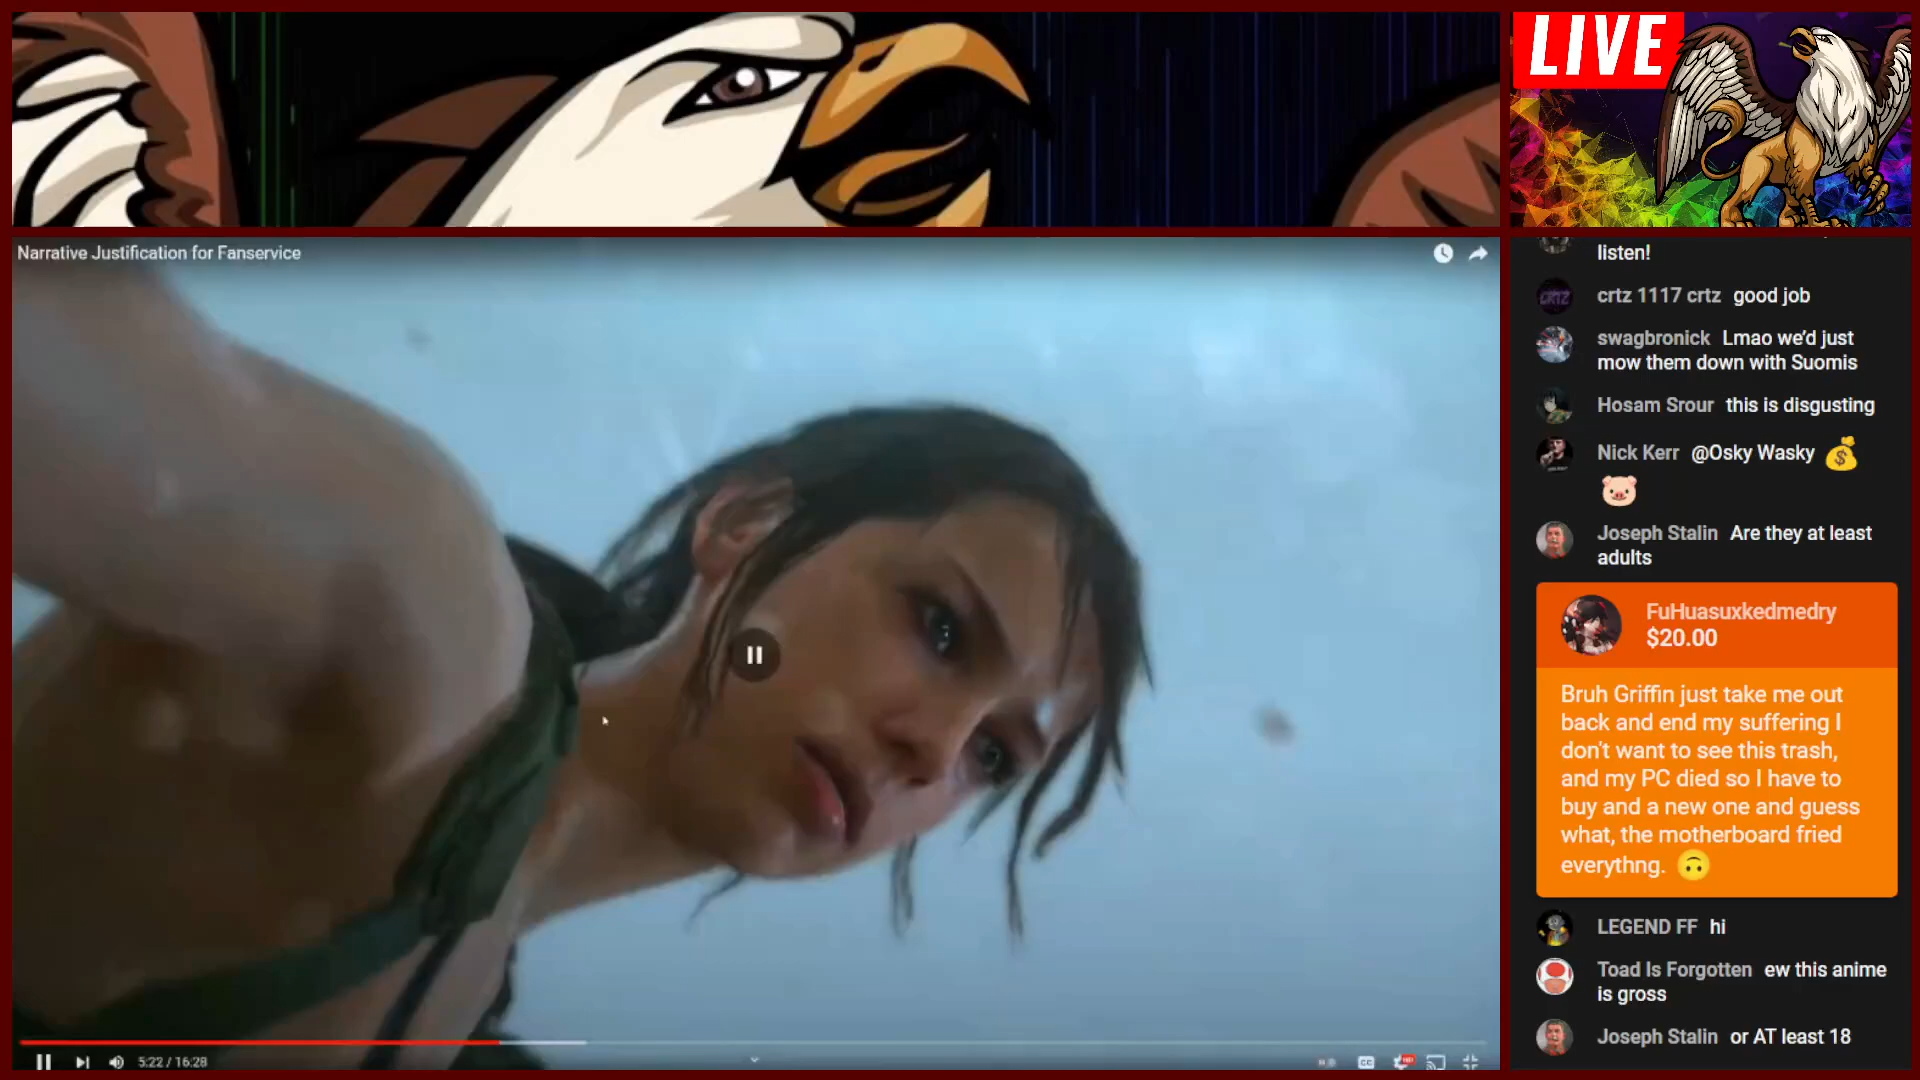 LIVE
Narrative Justification for Fanservice
listen!
crtz 1117 crtz good job
swagbronick Lmao we'd just
mow them down with Suomis
Hosam Srour this is disgusting
Nick Kerr @Osky Wasky
Joseph Stalin Are they at least
adults
FuHuasuxkedmedry
$20.00
Bruh Griffin just take me out
back and end my suffering I
don't want to see this trash,
and my PC died so I have to
buy and a new one and guess
what, the motherboard fried
everythng.
LEGEND FF hi
Toad Is Forgotten ew this anime
is gross
Joseph Stalin or AT least 18
5:22 / 16:28
CC